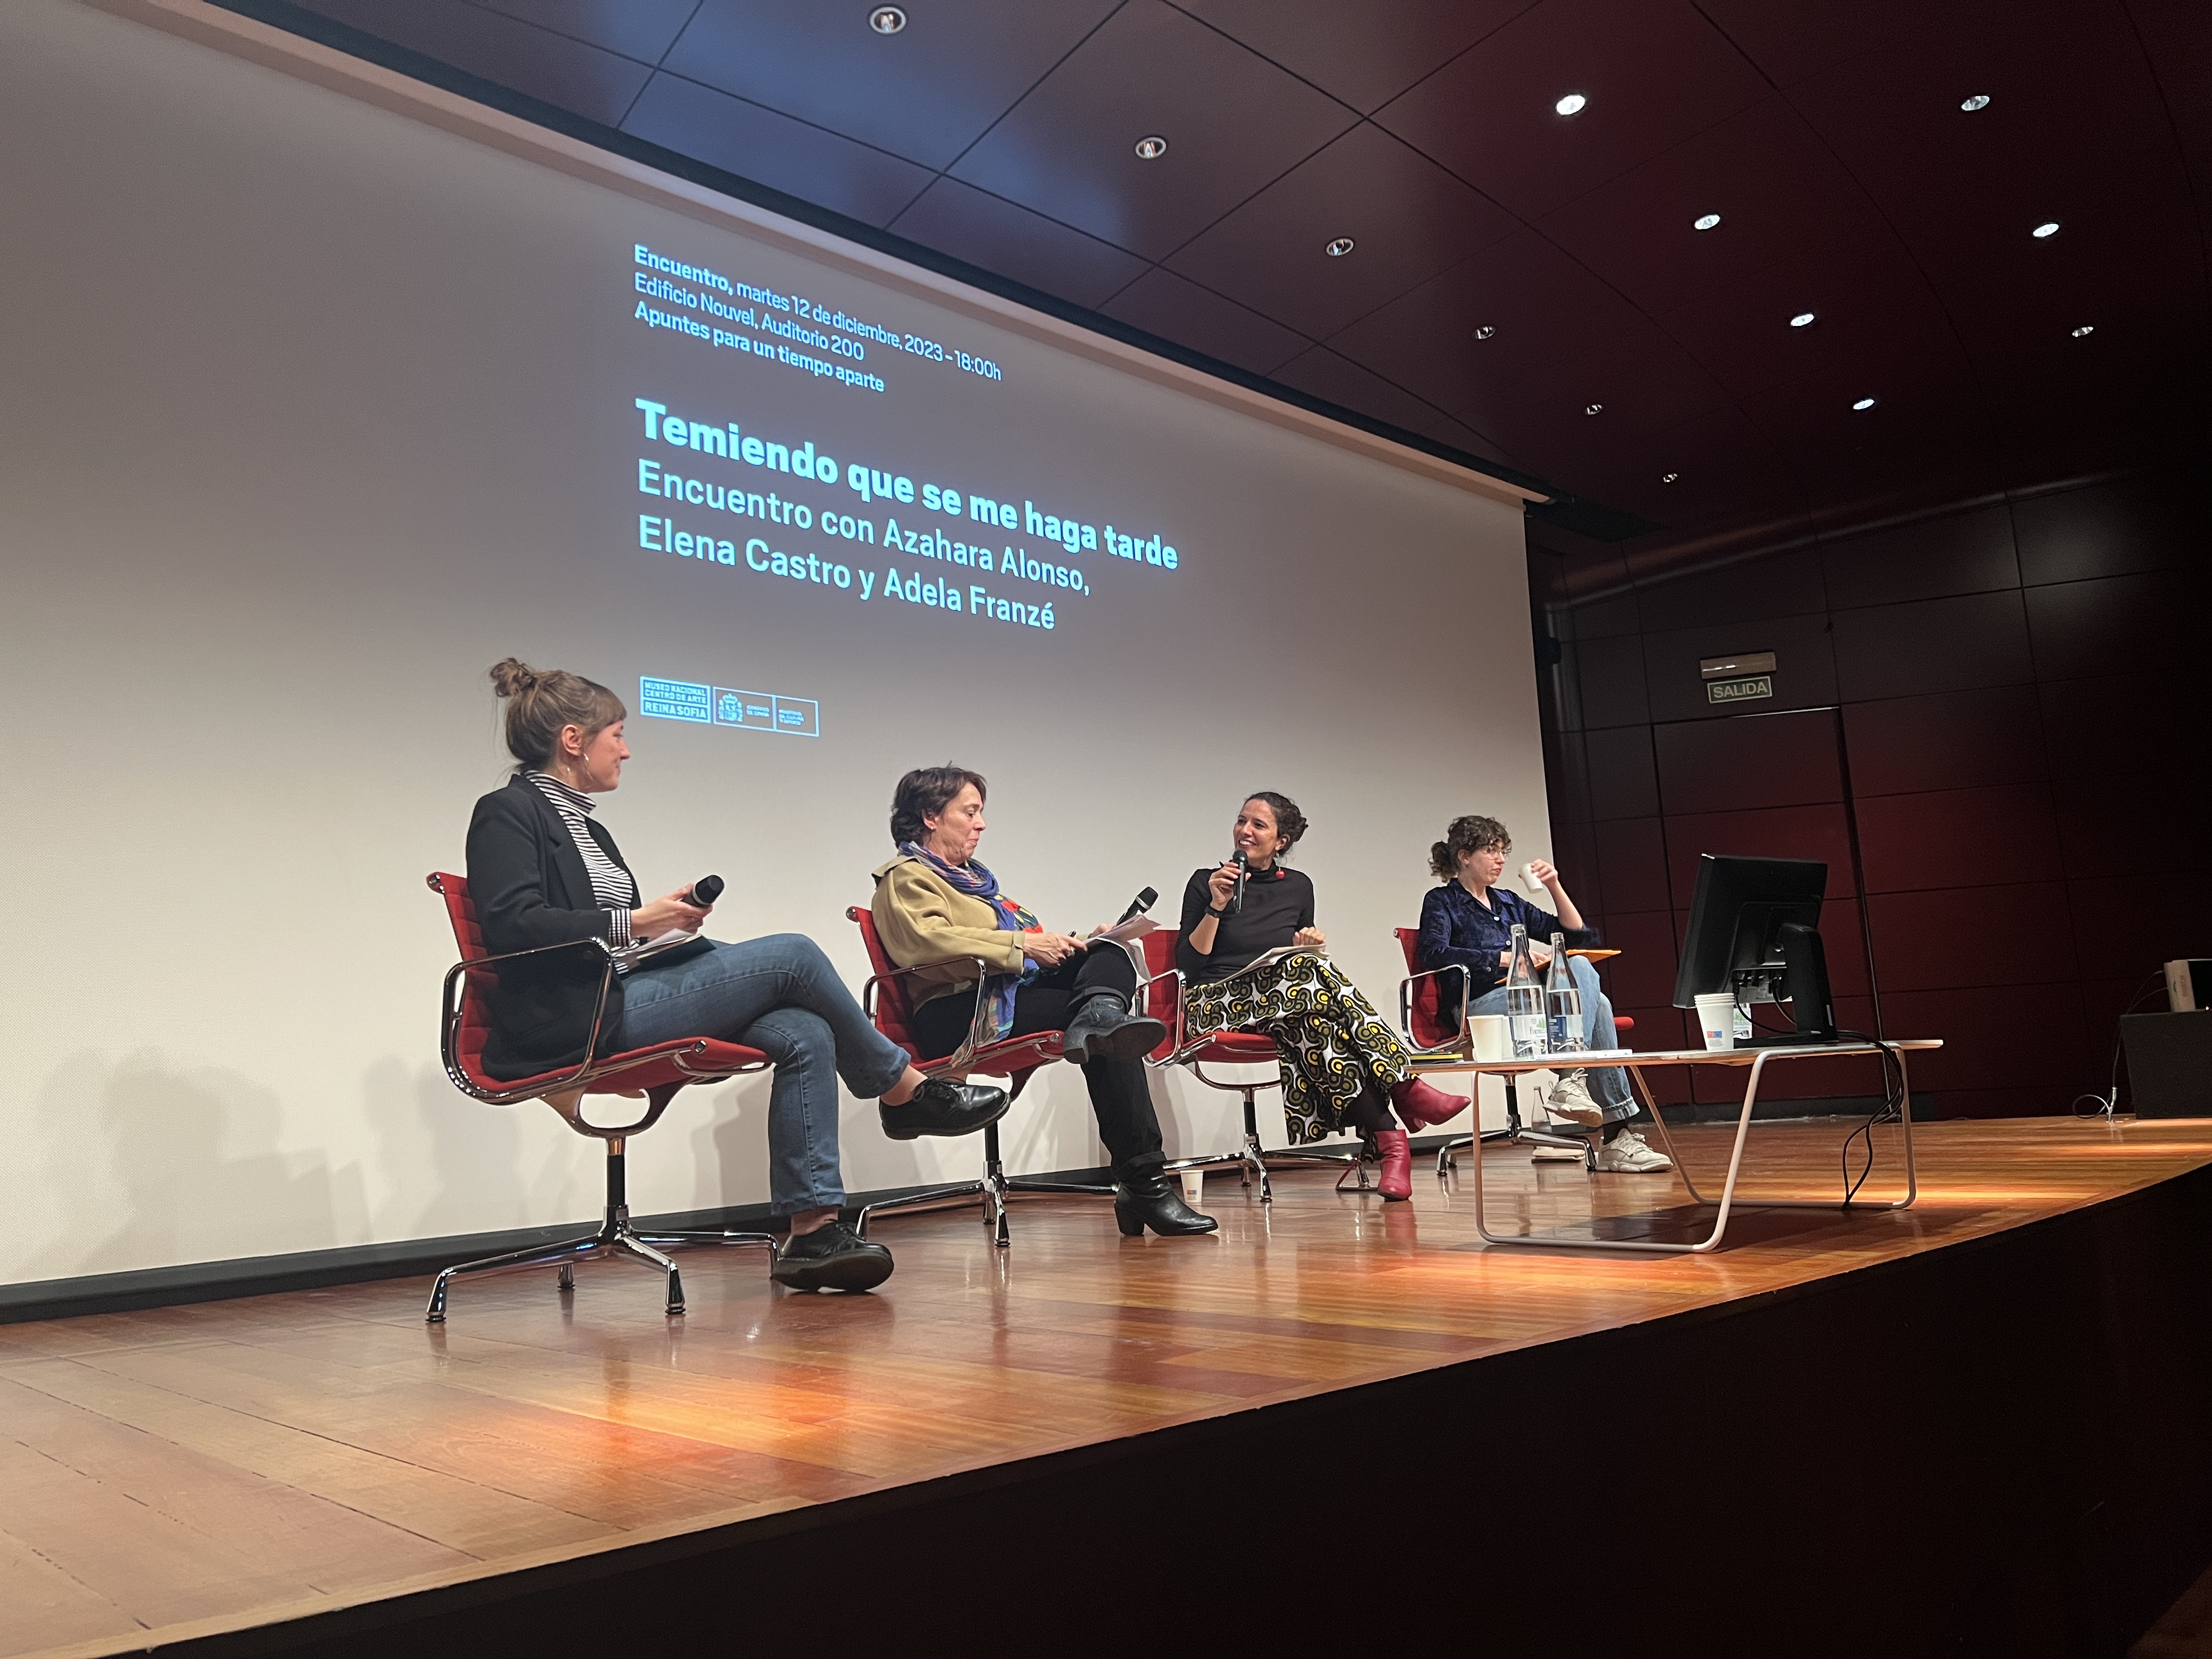 Encuentro, martes 12 de diciembre, 2023 - 18:00h
Edificio Nouvel, Auditorio 200
Apuntes para un tiempo aparte
Temiendo que se me haga tarde
Encuentro con Azahara Alonso,
Elena Castro y Adela Franzé
MUSEO NACIONAL
CENTRO DE ARTE
REINA SOFIA
SALIDA